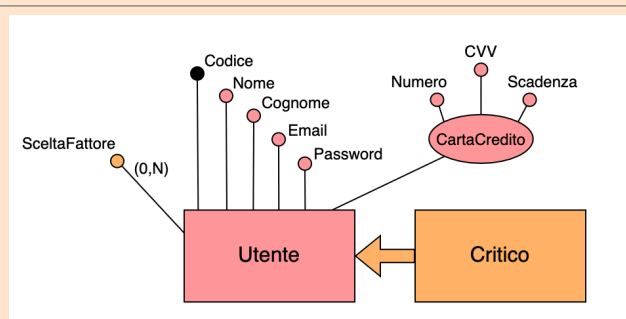 CVV
Codice
Nome
Numero
Scadenza
Cognome
Email
CartaCredito
SceltaFattore
Password
(0,N)
Utente
Critico